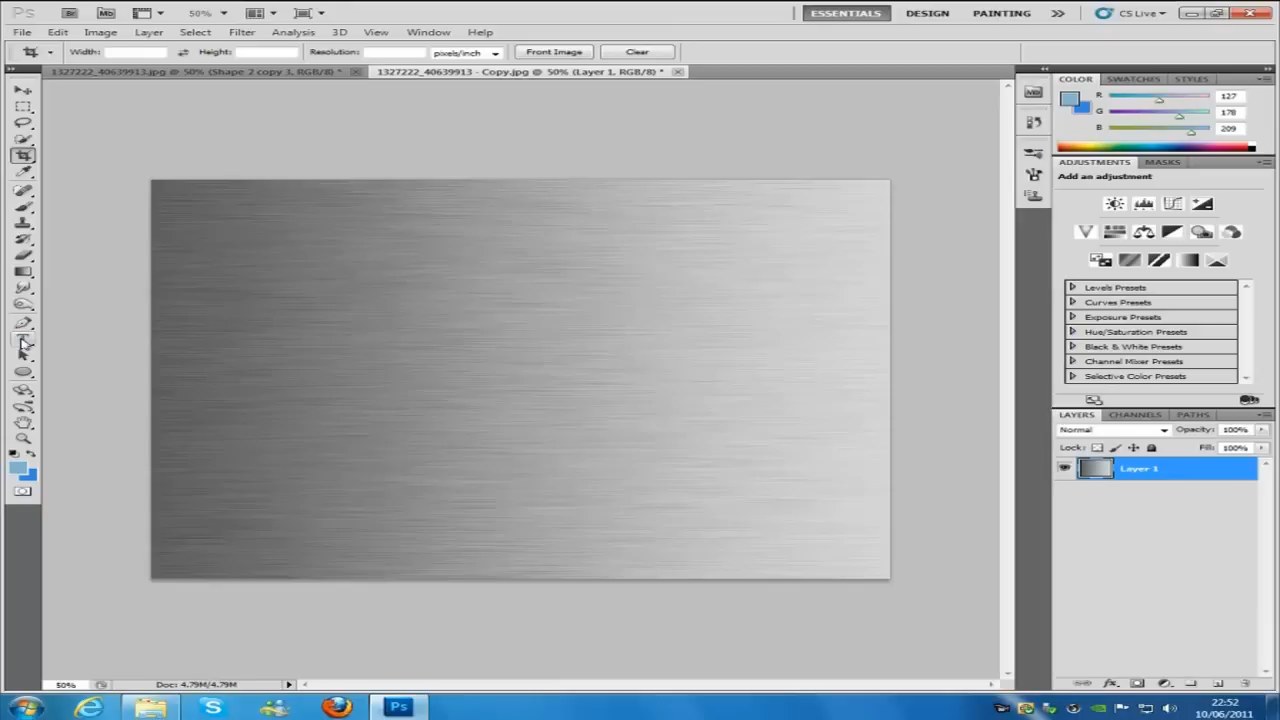 Ps Br Mb 50% ESSENTIALS DESIGN PAINTING CS Live
File Edit Image Layer Select Filter Analysis 3D View Window Help
Width: Height: Resolution: pixels/inch Front Image Clear
1327222_40639913.jpg @ 50% (Shape 2 copy 3, RGB/8) * 1327222_40639913 - Copy.jpg @ 50% (Layer 1, RGB/8) *
COLOR SWATCHES STYLES
R 127
G 178
B 209
ADJUSTMENTS MASKS
Add an adjustment
Levels Presets
Curves Presets
Exposure Presets
Hue/Saturation Presets
Black & White Presets
Channel Mixer Presets
Selective Color Presets
LAYERS CHANNELS PATHS
Normal Opacity: 100%
Lock: Fill: 100%
Layer 1
50% Doc: 4.79M/4.79M
Ps
22:52
10/06/2011